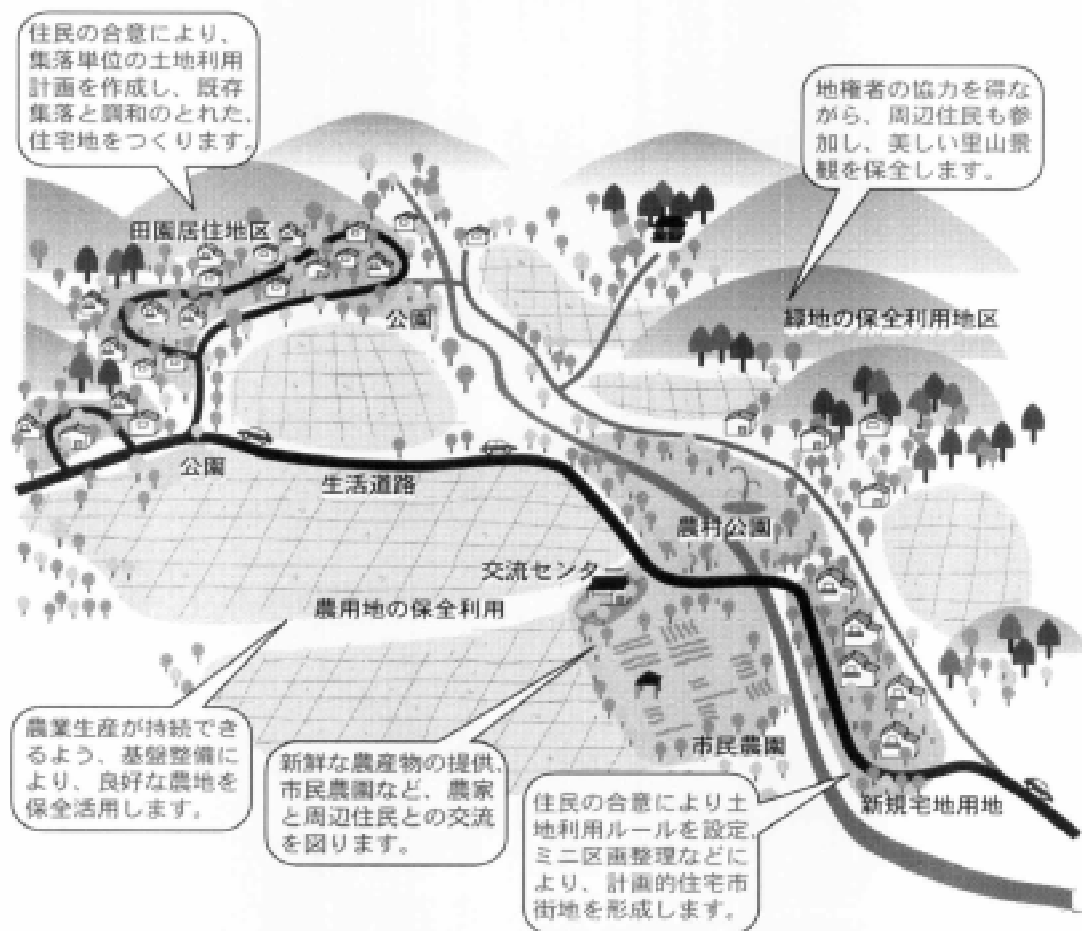 住民の合意により、
集落単位の土地利用
計画を作成し、既存
集落と調和のとれた、
住宅地をつくります。
地権者の協力を得な
がら、周辺住民も参
加し、美しい里山景
観を保全します。
田園居住地区
公園
緑地の保全利用地区
公園
生活道路
農村公園
交流センター
農用地の保全利用
農業生産が持続でき
るよう、基盤整備に
より、良好な農地を
保全活用します。
新鮮な農産物の提供、
市民農園など、農家
と周辺住民との交流
を図ります。
市民農園
新規宅地用地
住民の合意により土
地利用ルールを設定、
ミニ区画整理などに
より、計画的住宅市
街地を形成します。